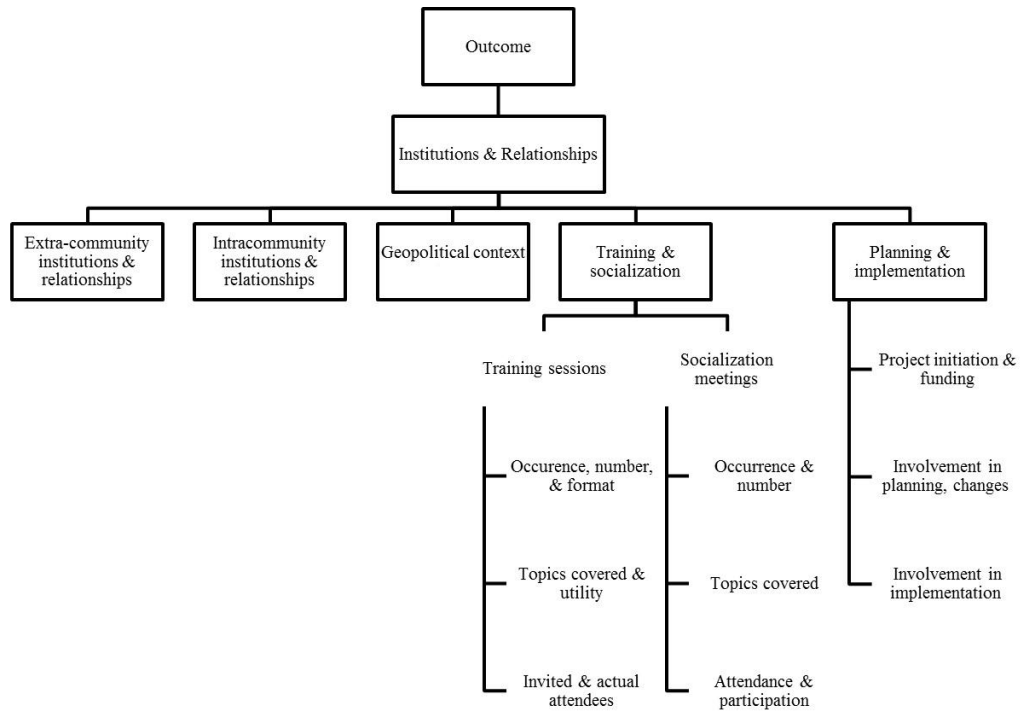 Outcome
Institutions & Relationships
Extra-community
institutions &
relationships
Intracommunity
institutions &
relationships
Geopolitical context
Training &
socialization
Planning &
implementation
Training sessions
Socialization
meetings
Project initiation &
funding
Occurence, number,
& format
Occurrence &
number
Involvement in
planning, changes
Topics covered &
utility
Topics covered
Involvement in
implementation
Invited & actual
attendees
Attendance &
participation